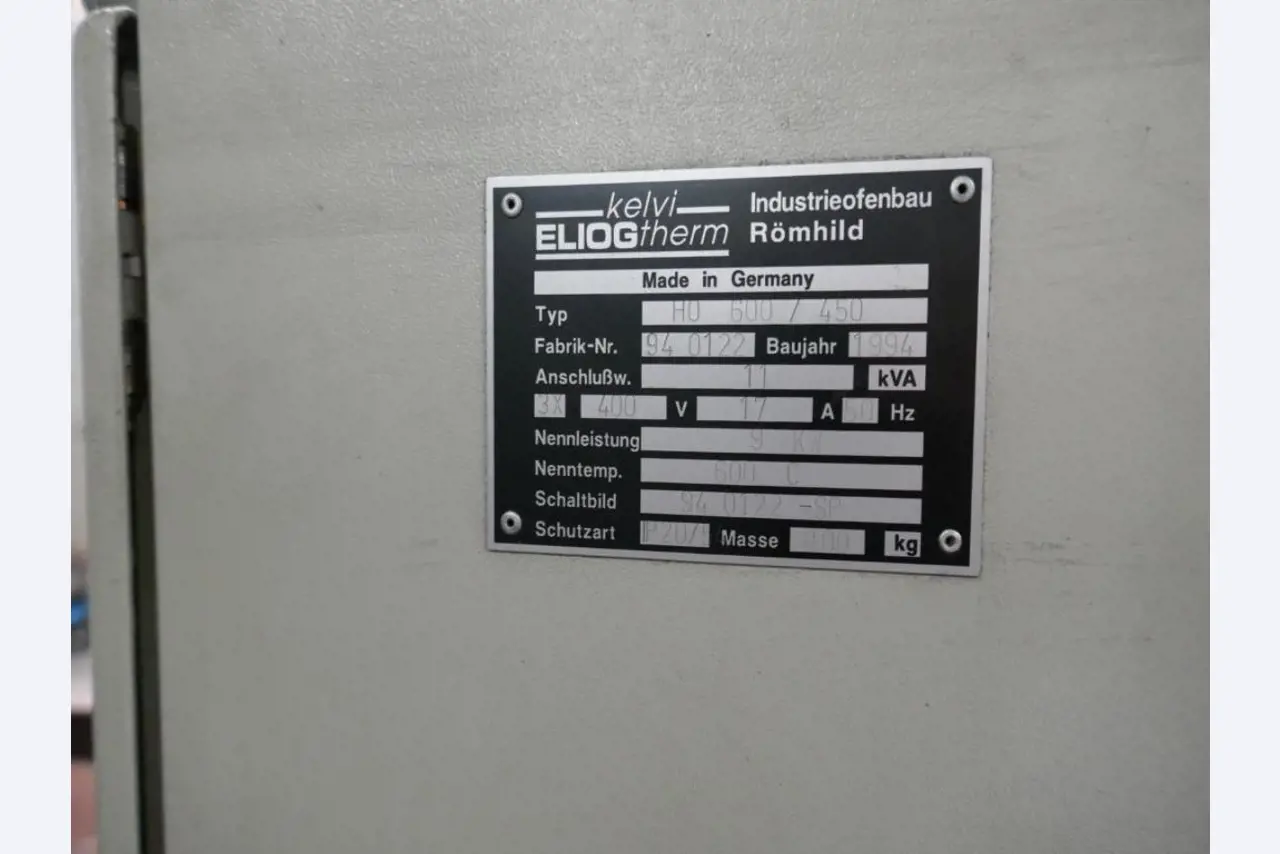 kelvi
ELIOGtherm
Industrieofenbau
Römhild
Made in Germany
Typ HO 600 / 450
Fabrik-Nr. 94 0122 Baujahr 1994
Anschlußw. 11 kVA
3X 400 V 17 A 50 Hz
Nennleistung 9 KW
Nenntemp. 600 C
Schaltbild 94 0122 -SP
Schutzart Masse kg